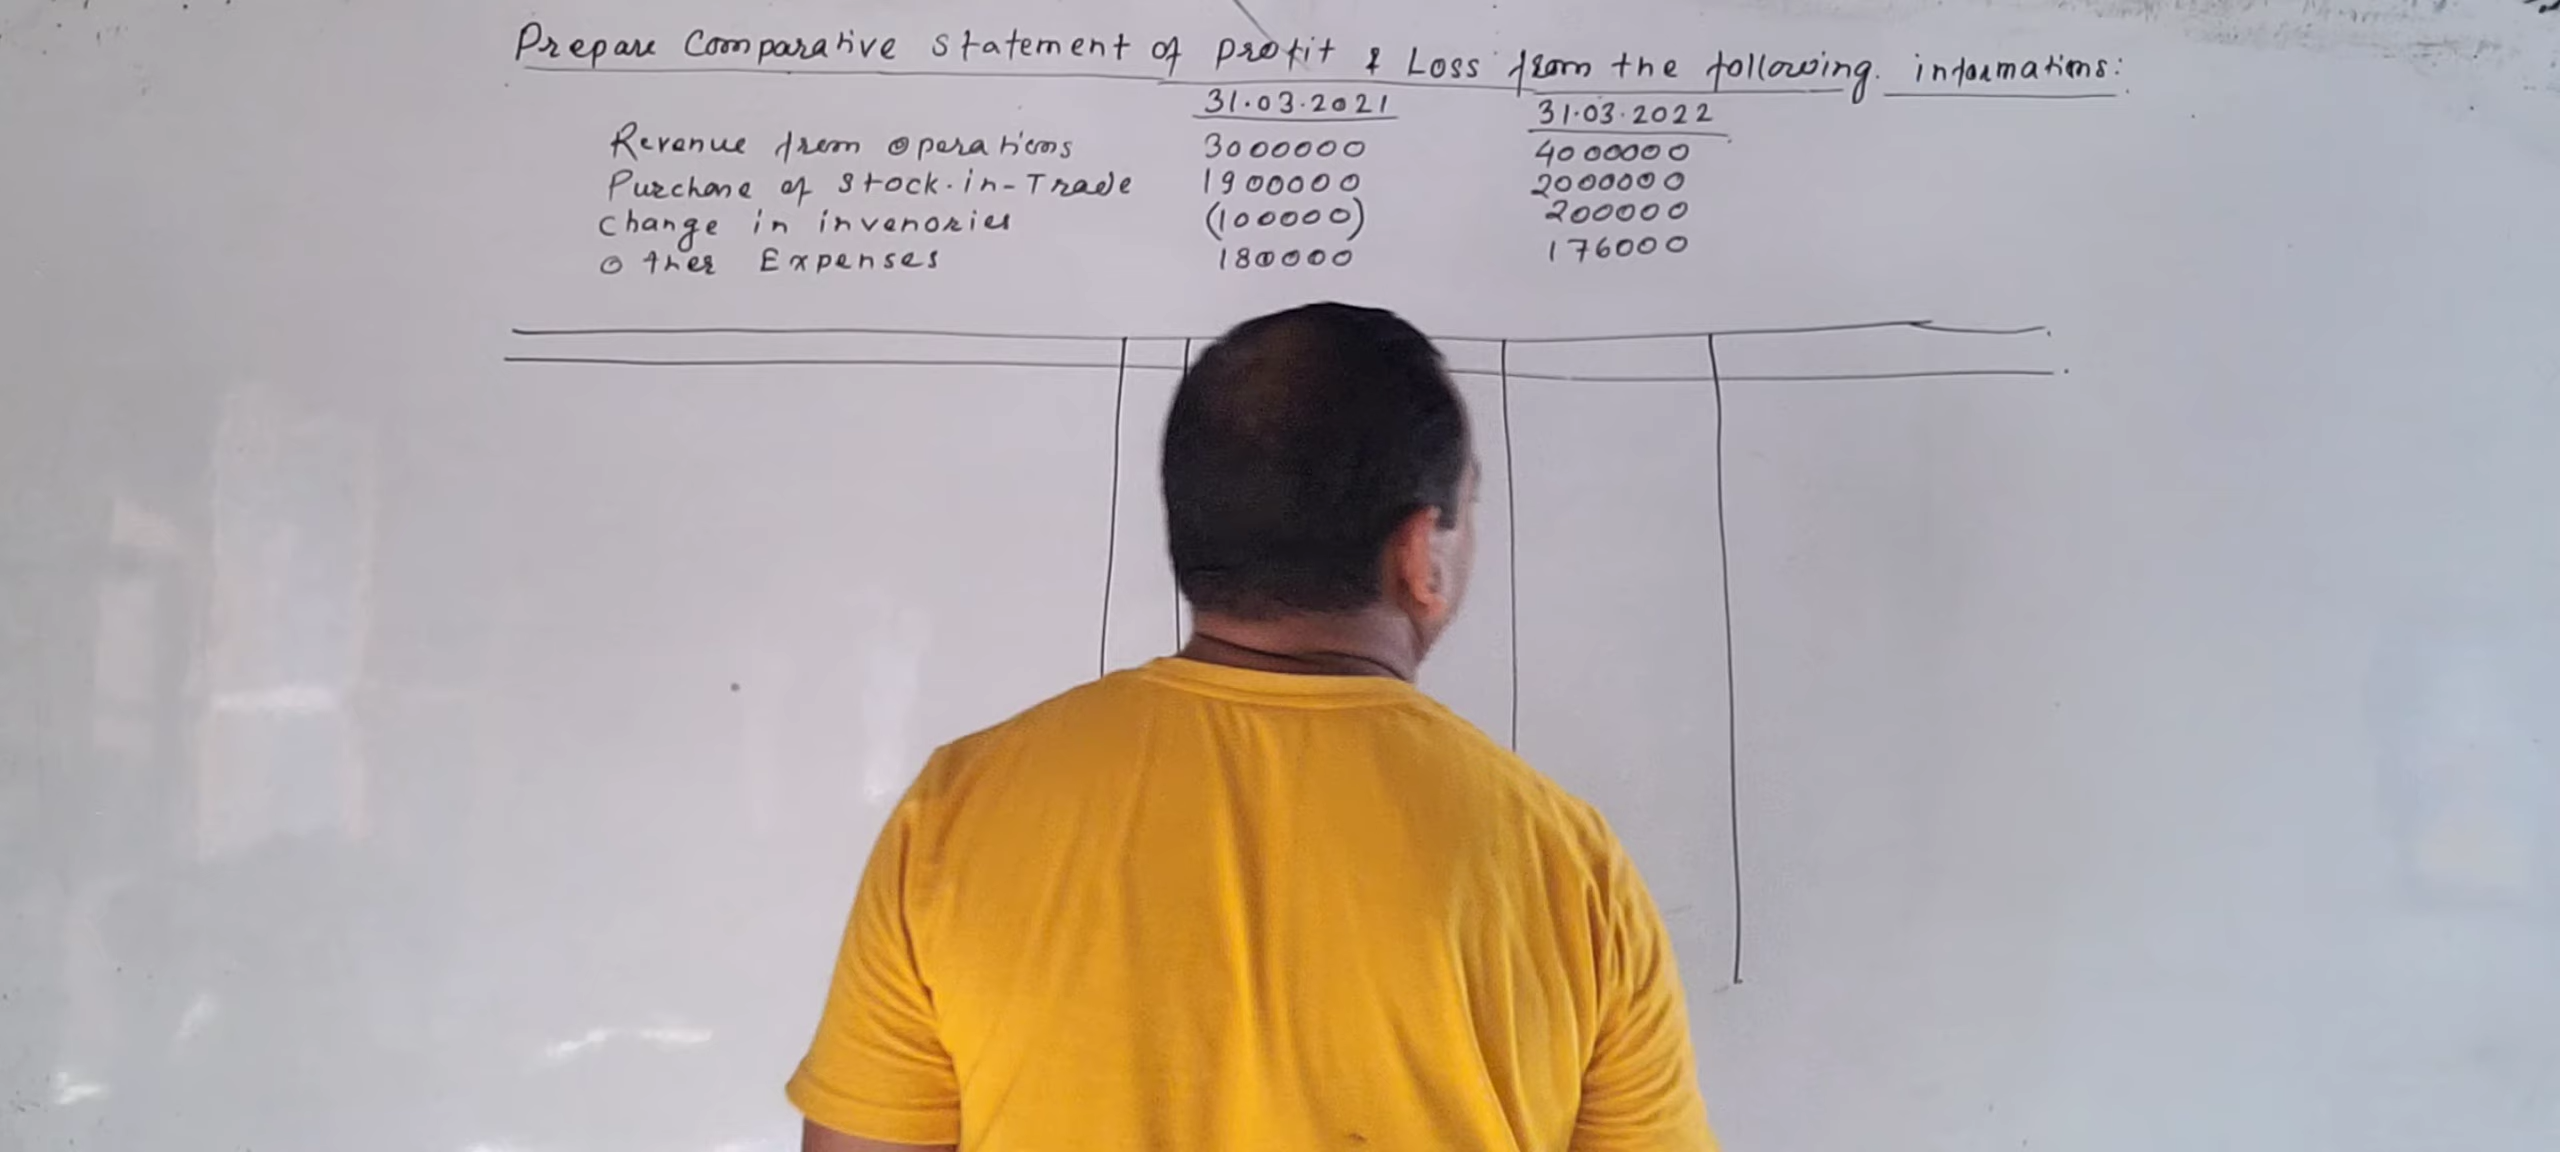 Prepare Comparative Statement of Profit & Loss from the following informations:
31.03.2021 31.03.2022
Revenue from operations 3000000 4000000
Purchase of Stock-in-Trade 1900000 2000000
Change in invenories (100000) 200000
Other Expenses 180000 176000